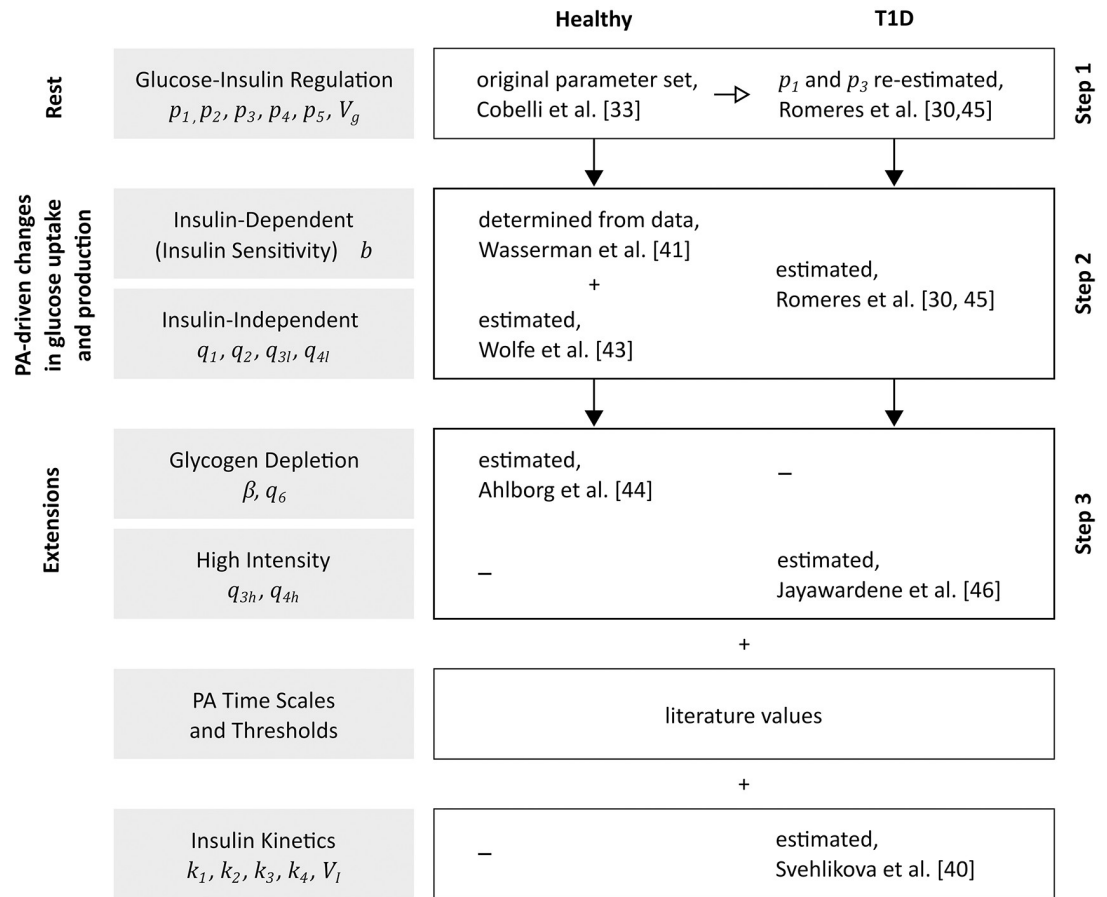 Healthy
T1D
Rest
Glucose-Insulin Regulation
p1, p2, p3, p4, p5, Vg
original parameter set,
Cobelli et al. [33]
p1 and p3 re-estimated,
Romeres et al. [30,45]
Step 1
PA-driven changes
in glucose uptake
and production
Insulin-Dependent
(Insulin Sensitivity) b
Insulin-Independent
q1, q2, q3l, q4l
determined from data,
Wasserman et al. [41]
+
estimated,
Wolfe et al. [43]
estimated,
Romeres et al. [30, 45]
Step 2
Extensions
Glycogen Depletion
β, q6
estimated,
Ahlborg et al. [44]
–
High Intensity
q3h, q4h
–
estimated,
Jayawardene et al. [46]
Step 3
+
PA Time Scales
and Thresholds
literature values
+
Insulin Kinetics
k1, k2, k3, k4, VI
–
estimated,
Svehlikova et al. [40]